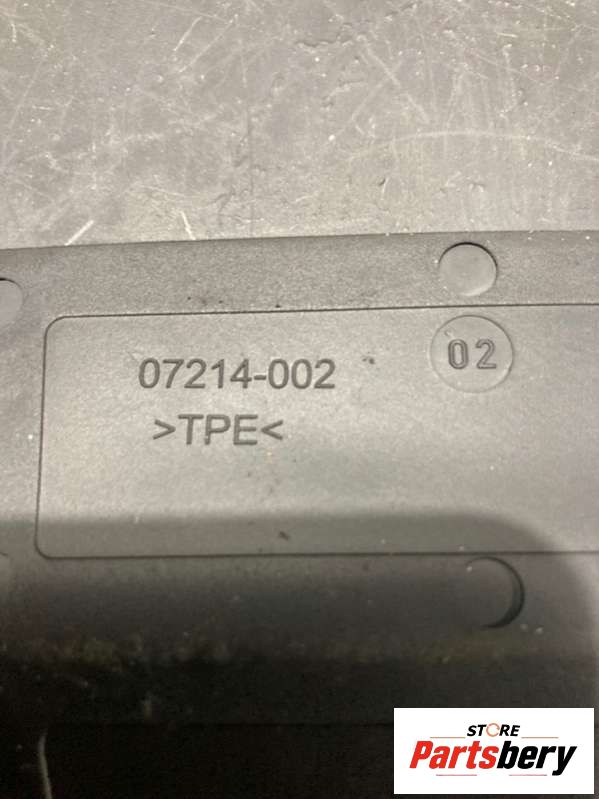 02
07214-002
>TPE<
STORE
Partsbery